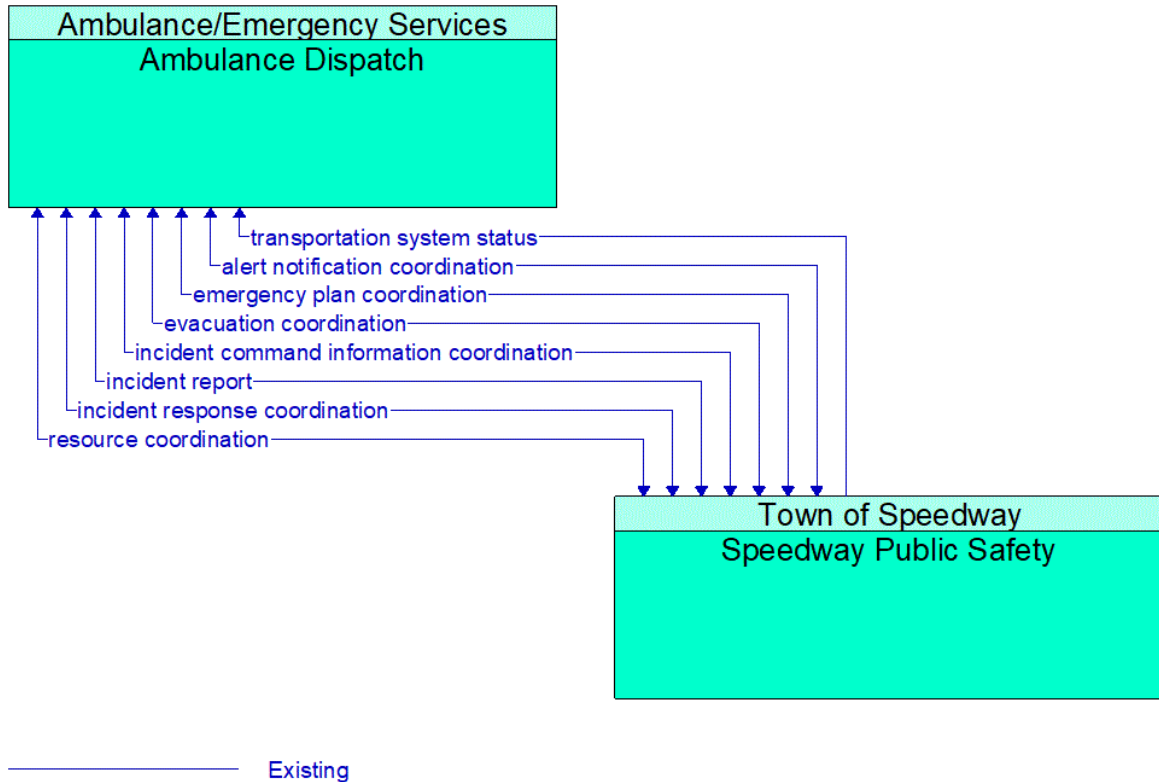 Ambulance/Emergency Services
Ambulance Dispatch
transportation system status
alert notification coordination
emergency plan coordination
evacuation coordination
incident command information coordination
incident report
incident response coordination
resource coordination
Town of Speedway
Speedway Public Safety
Existing